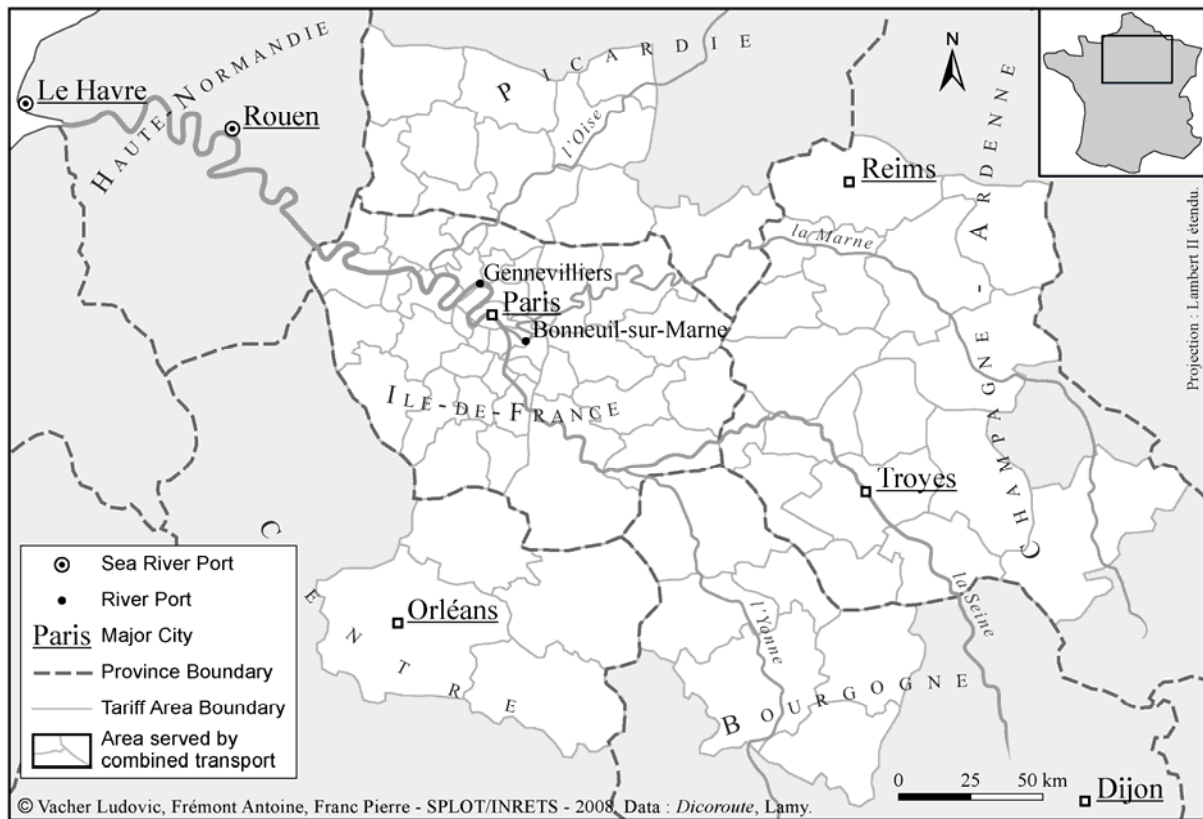 HAUTE-NORMANDIE
PICARDIE
N
Le Havre
Rouen
l'Oise
Reims
CHAMPAGNE - ARDENNE
la Marne
Gennevilliers
Paris
Bonneuil-sur-Marne
ILE-DE-FRANCE
Troyes
CENTRE
Orléans
l'Yonne
la Seine
BOURGOGNE
Dijon
Projection : Lambert II étendu.
Sea River Port
River Port
Paris Major City
Province Boundary
Tariff Area Boundary
Area served by
combined transport
0 25 50 km
© Vacher Ludovic, Frémont Antoine, Franc Pierre - SPLOT/INRETS - 2008, Data : Dicoroute, Lamy.